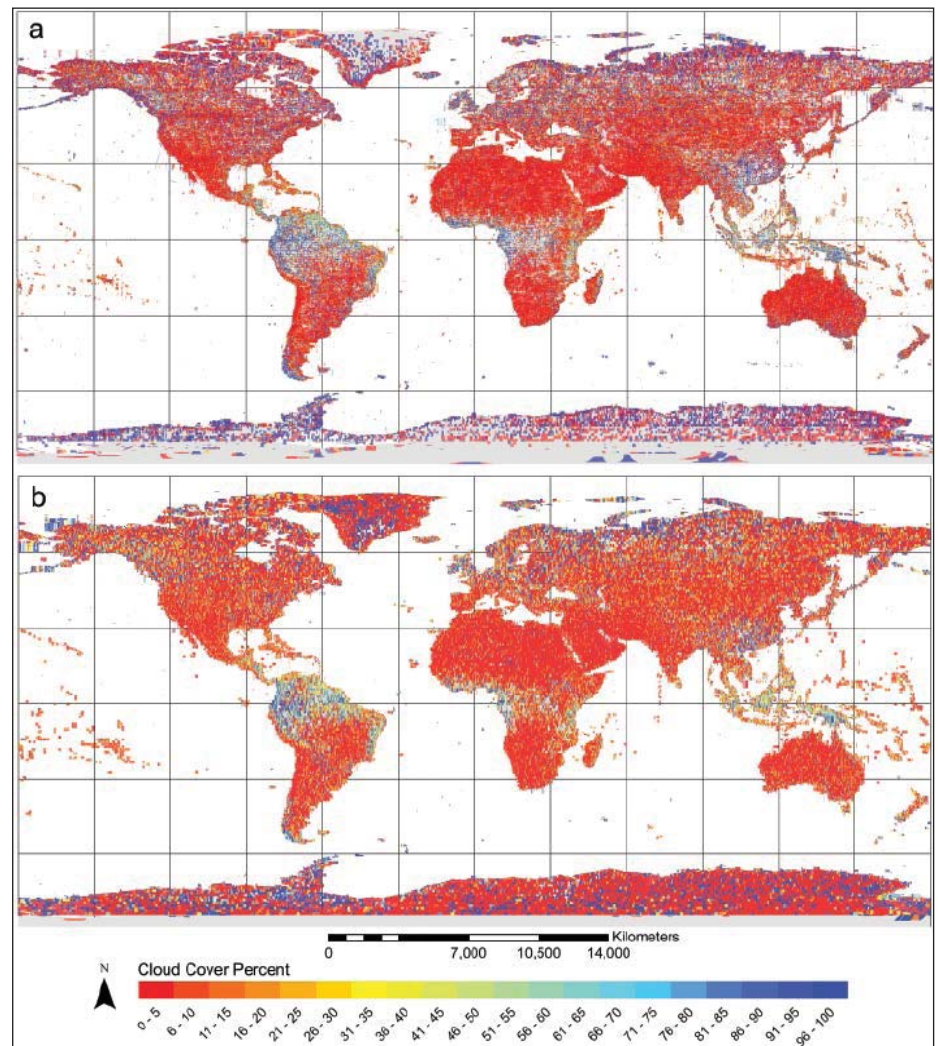 a
b
Kilometers
0 7,000 10,500 14,000
N
Cloud Cover Percent
0 - 5
6 - 10
11 - 15
16 - 20
21 - 25
26 - 30
31 - 35
36 - 40
41 - 45
46 - 50
51 - 55
56 - 60
61 - 65
66 - 70
71 - 75
76 - 80
81 - 85
86 - 90
91 - 95
96 - 100